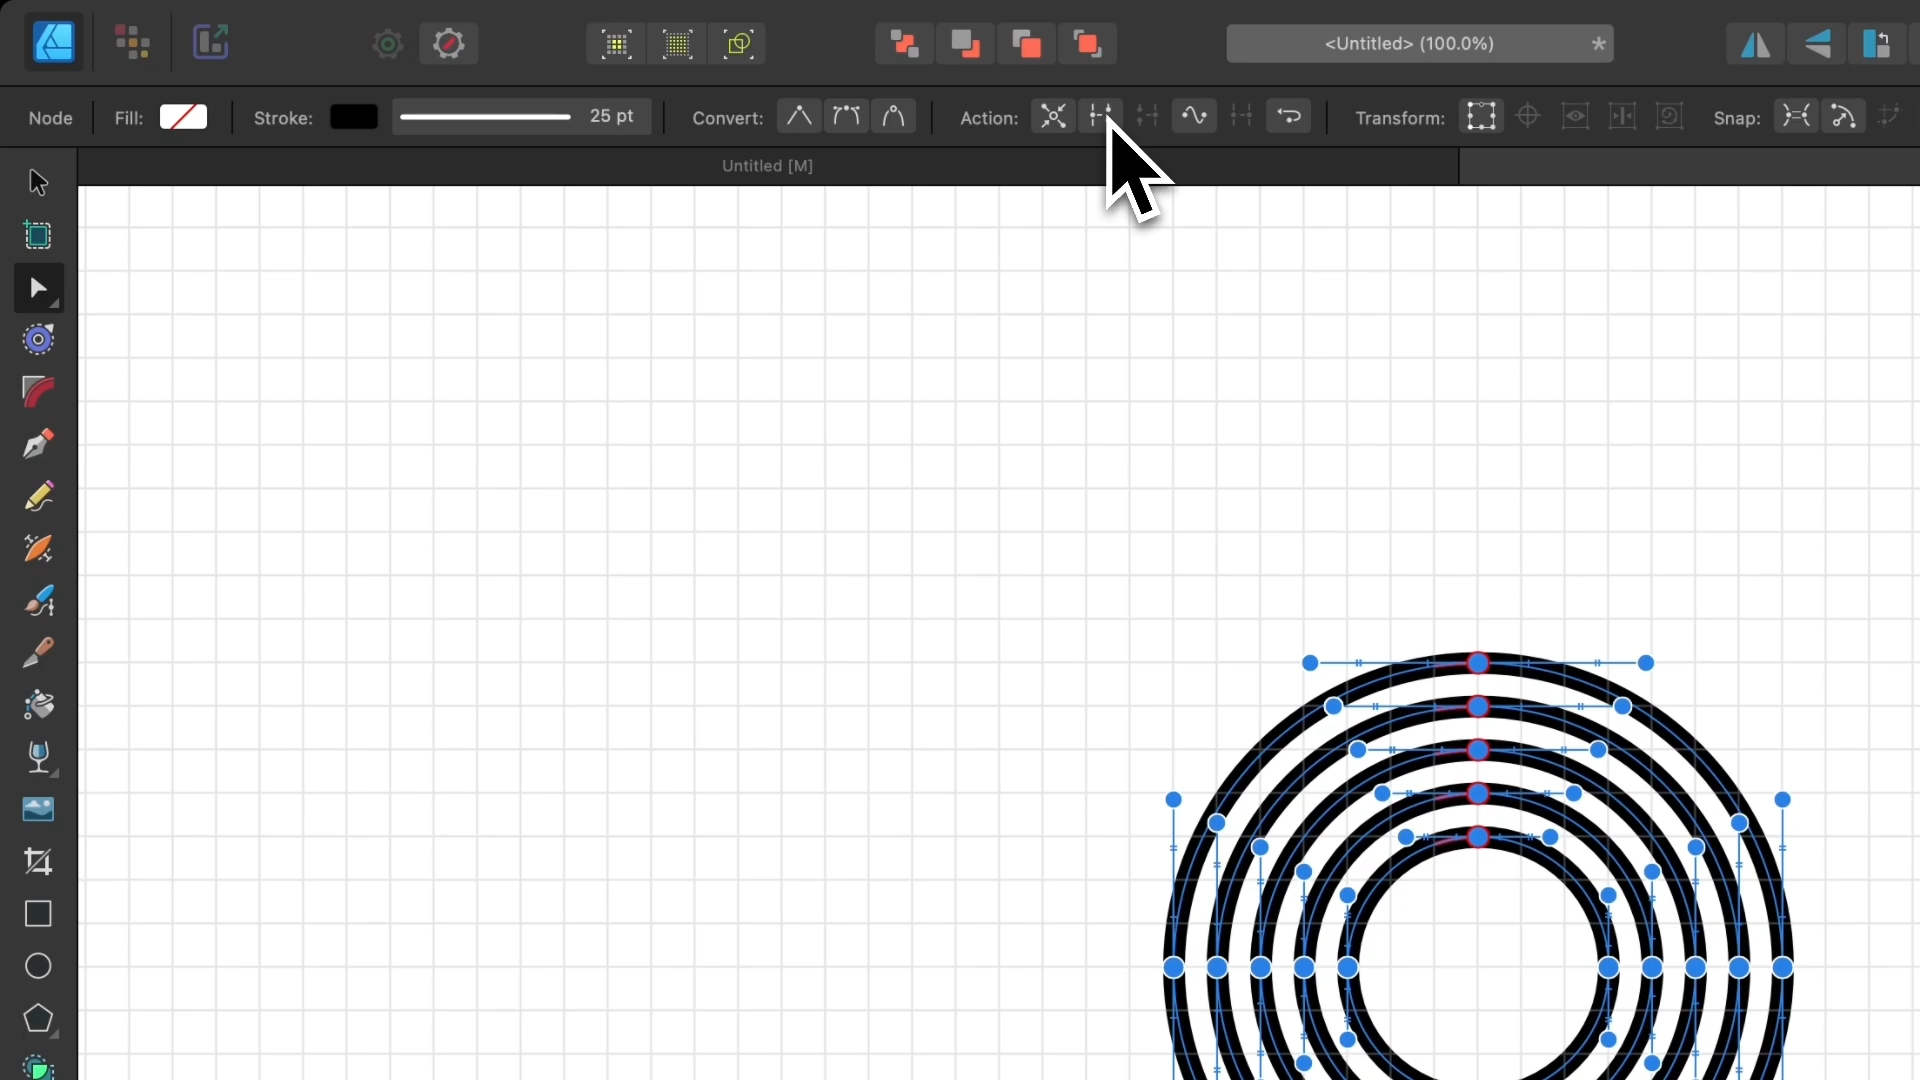 <Untitled> (100.0%)
*
Node
Fill:
Stroke:
25 pt
Convert:
Action:
Transform:
Snap:
Untitled [M]